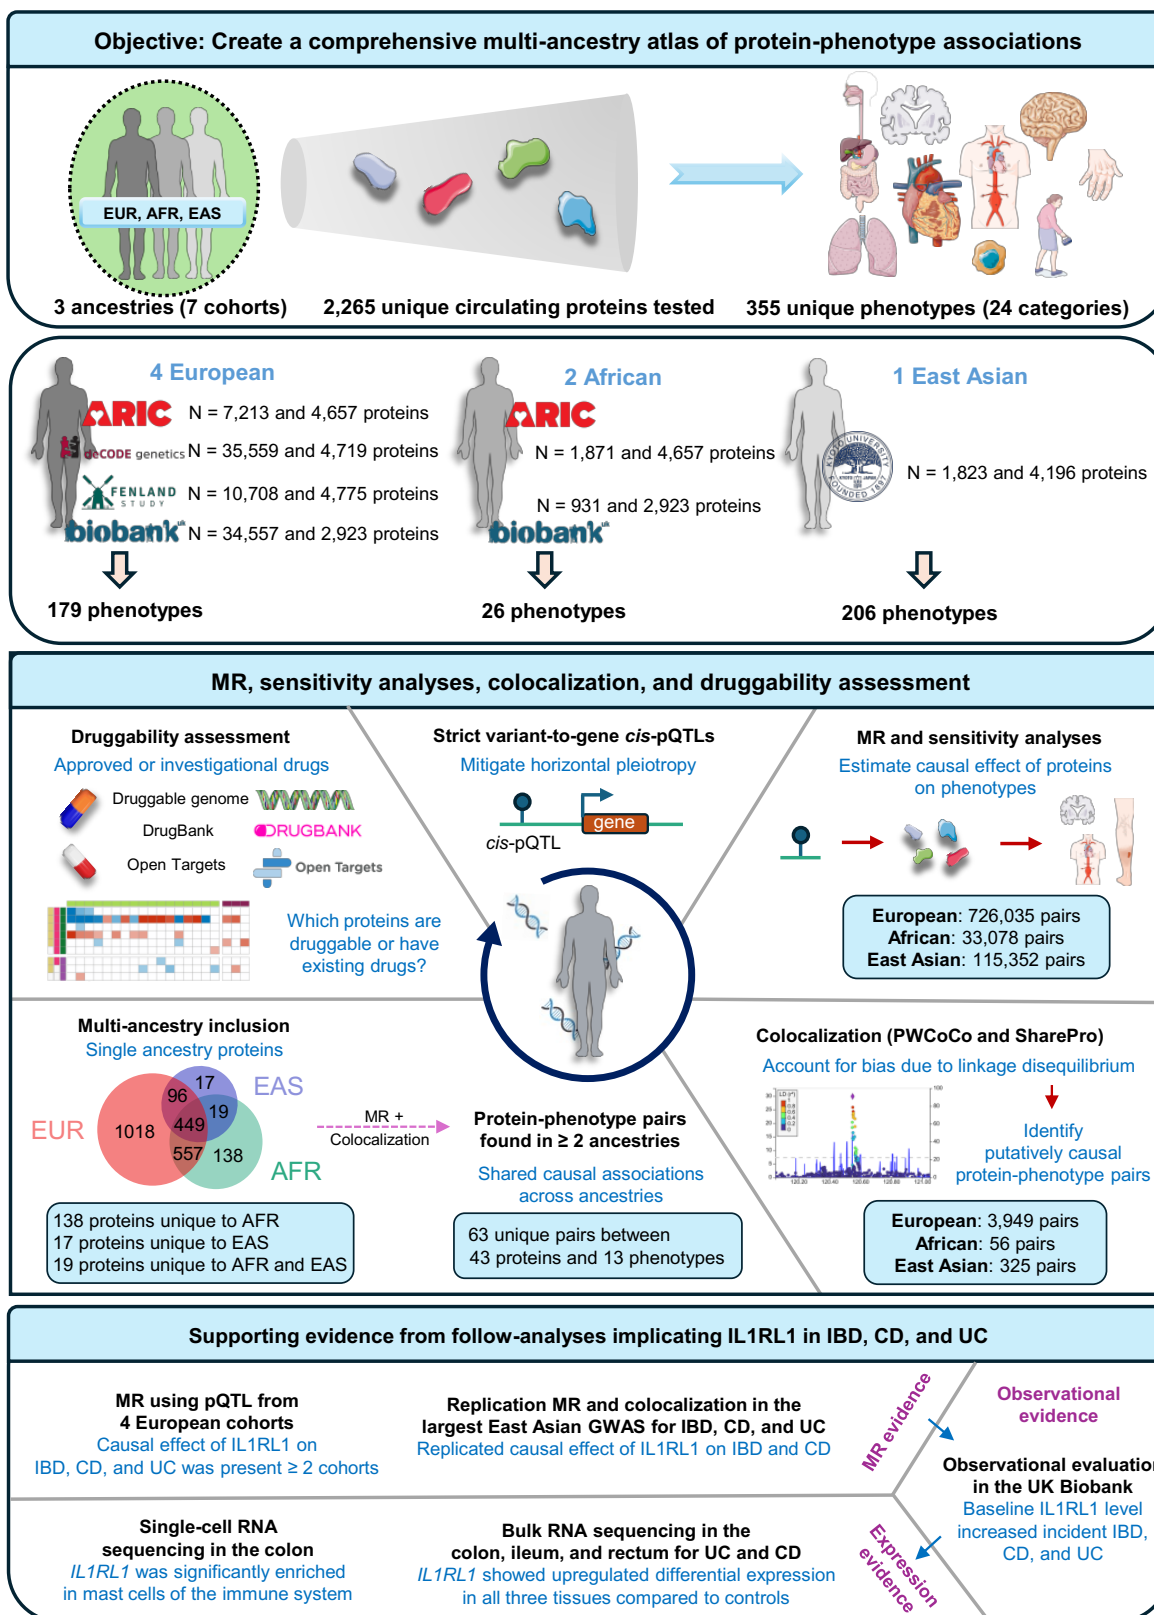 Objective: Create a comprehensive multi-ancestry atlas of protein-phenotype associations
EUR, AFR, EAS
3 ancestries (7 cohorts)
2,265 unique circulating proteins tested
355 unique phenotypes (24 categories)
4 European
ARIC
N = 7,213 and 4,657 proteins
deCODE genetics
N = 35,559 and 4,719 proteins
FENLAND
STUDY
N = 10,708 and 4,775 proteins
biobank uk
N = 34,557 and 2,923 proteins
179 phenotypes
2 African
ARIC
N = 1,871 and 4,657 proteins
N = 931 and 2,923 proteins
biobank uk
26 phenotypes
1 East Asian
KYOTO UNIVERSITY
KYOTO JAPAN
FOUNDED 1897
N = 1,823 and 4,196 proteins
206 phenotypes
MR, sensitivity analyses, colocalization, and druggability assessment
Druggability assessment
Approved or investigational drugs
Druggable genome
DrugBank
DRUGBANK
Open Targets
Open Targets
Which proteins are
druggable or have
existing drugs?
Strict variant-to-gene cis-pQTLs
Mitigate horizontal pleiotropy
gene
cis-pQTL
MR and sensitivity analyses
Estimate causal effect of proteins
on phenotypes
European: 726,035 pairs
African: 33,078 pairs
East Asian: 115,352 pairs
Multi-ancestry inclusion
Single ancestry proteins
17
EAS
96
19
EUR
1018
449
557
138
AFR
138 proteins unique to AFR
17 proteins unique to EAS
19 proteins unique to AFR and EAS
MR +
Colocalization
Protein-phenotype pairs
found in ≥ 2 ancestries
Shared causal associations
across ancestries
63 unique pairs between
43 proteins and 13 phenotypes
Colocalization (PWCoCo and SharePro)
Account for bias due to linkage disequilibrium
Identify
putatively causal
protein-phenotype pairs
European: 3,949 pairs
African: 56 pairs
East Asian: 325 pairs
Supporting evidence from follow-analyses implicating IL1RL1 in IBD, CD, and UC
MR using pQTL from
4 European cohorts
Causal effect of IL1RL1 on
IBD, CD, and UC was present ≥ 2 cohorts
Replication MR and colocalization in the
largest East Asian GWAS for IBD, CD, and UC
Replicated causal effect of IL1RL1 on IBD and CD
MR evidence
Observational
evidence
Observational evaluation
in the UK Biobank
Baseline IL1RL1 level
increased incident IBD,
CD, and UC
Single-cell RNA
sequencing in the colon
IL1RL1 was significantly enriched
in mast cells of the immune system
Bulk RNA sequencing in the
colon, ileum, and rectum for UC and CD
IL1RL1 showed upregulated differential expression
in all three tissues compared to controls
Expression
evidence